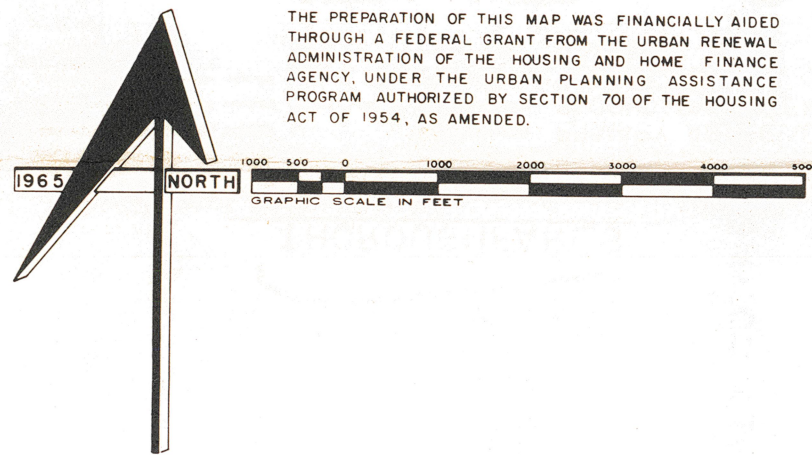 THE PREPARATION OF THIS MAP WAS FINANCIALLY AIDED
THROUGH A FEDERAL GRANT FROM THE URBAN RENEWAL
ADMINISTRATION OF THE HOUSING AND HOME FINANCE
AGENCY, UNDER THE URBAN PLANNING ASSISTANCE
PROGRAM AUTHORIZED BY SECTION 701 OF THE HOUSING
ACT OF 1954, AS AMENDED.
1000 500 0 1000 2000 3000 4000 500
1965 NORTH
GRAPHIC SCALE IN FEET